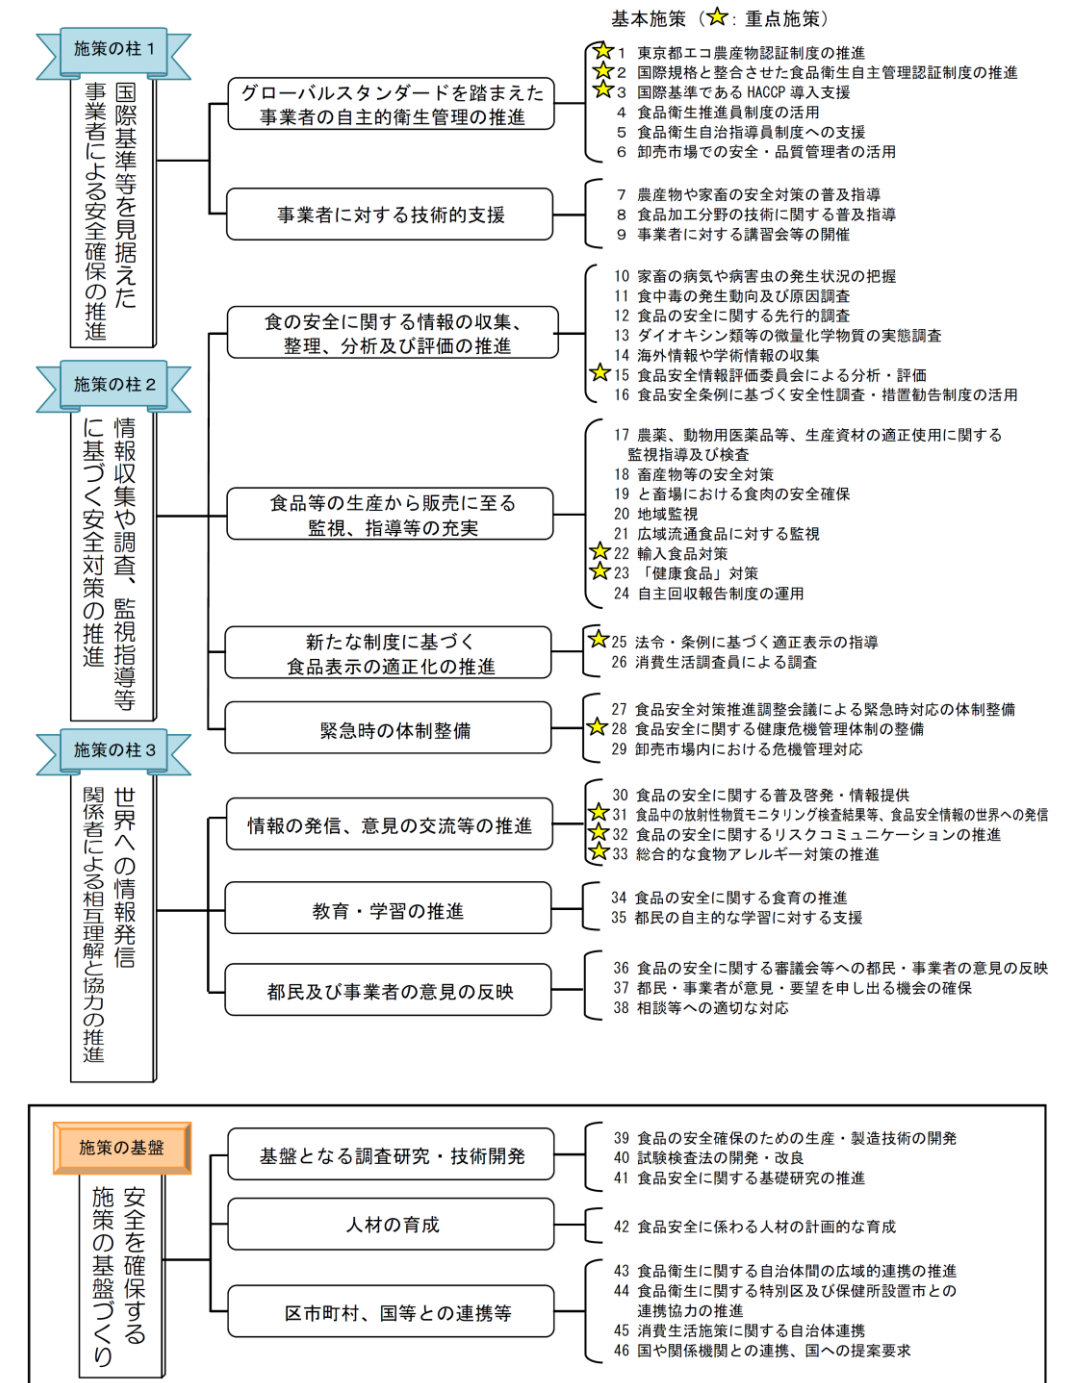 基本施策（☆：重点施策）
施策の柱１
国際基準等を見据えた
事業者による安全確保の推進
グローバルスタンダードを踏まえた
事業者の自主的衛生管理の推進
☆1 東京都エコ農産物認証制度の推進
☆2 国際規格と整合させた食品衛生自主管理認証制度の推進
☆3 国際基準であるHACCP導入支援
4 食品衛生推進員制度の活用
5 食品衛生自治指導員制度への支援
6 卸売市場での安全・品質管理者の活用
事業者に対する技術的支援
7 農産物や家畜の安全対策の普及指導
8 食品加工分野の技術に関する普及指導
9 事業者に対する講習会等の開催
施策の柱２
情報収集や調査、監視指導等
に基づく安全対策の推進
食の安全に関する情報の収集、
整理、分析及び評価の推進
10 家畜の病気や病害虫の発生状況の把握
11 食中毒の発生動向及び原因調査
12 食品の安全に関する先行的調査
13 ダイオキシン類等の微量化学物質の実態調査
14 海外情報や学術情報の収集
☆15 食品安全情報評価委員会による分析・評価
16 食品安全条例に基づく安全性調査・措置勧告制度の活用
食品等の生産から販売に至る
監視、指導等の充実
17 農薬、動物用医薬品等、生産資材の適正使用に関する
監視指導及び検査
18 畜産物等の安全対策
19 と畜場における食肉の安全確保
20 地域監視
21 広域流通食品に対する監視
☆22 輸入食品対策
☆23 「健康食品」対策
24 自主回収報告制度の運用
新たな制度に基づく
食品表示の適正化の推進
☆25 法令・条例に基づく適正表示の指導
26 消費生活調査員による調査
緊急時の体制整備
27 食品安全対策推進調整会議による緊急時対応の体制整備
☆28 食品安全に関する健康危機管理体制の整備
29 卸売市場内における危機管理対応
施策の柱３
世界への情報発信
関係者による相互理解と協力の推進
情報の発信、意見の交流等の推進
30 食品の安全に関する普及啓発・情報提供
☆31 食品中の放射性物質モニタリング検査結果等、食品安全情報の世界への発信
☆32 食品の安全に関するリスクコミュニケーションの推進
☆33 総合的な食物アレルギー対策の推進
教育・学習の推進
34 食品の安全に関する食育の推進
35 都民の自主的な学習に対する支援
都民及び事業者の意見の反映
36 食品の安全に関する審議会等への都民・事業者の意見の反映
37 都民・事業者が意見・要望を申し出る機会の確保
38 相談等への適切な対応
施策の基盤
安全を確保する
施策の基盤づくり
基盤となる調査研究・技術開発
39 食品の安全確保のための生産・製造技術の開発
40 試験検査法の開発・改良
41 食品安全に関する基礎研究の推進
人材の育成
42 食品安全に係わる人材の計画的な育成
区市町村、国等との連携等
43 食品衛生に関する自治体間の広域的連携の推進
44 食品衛生に関する特別区及び保健所設置市との
連携協力の推進
45 消費生活施策に関する自治体連携
46 国や関係機関との連携、国への提案要求